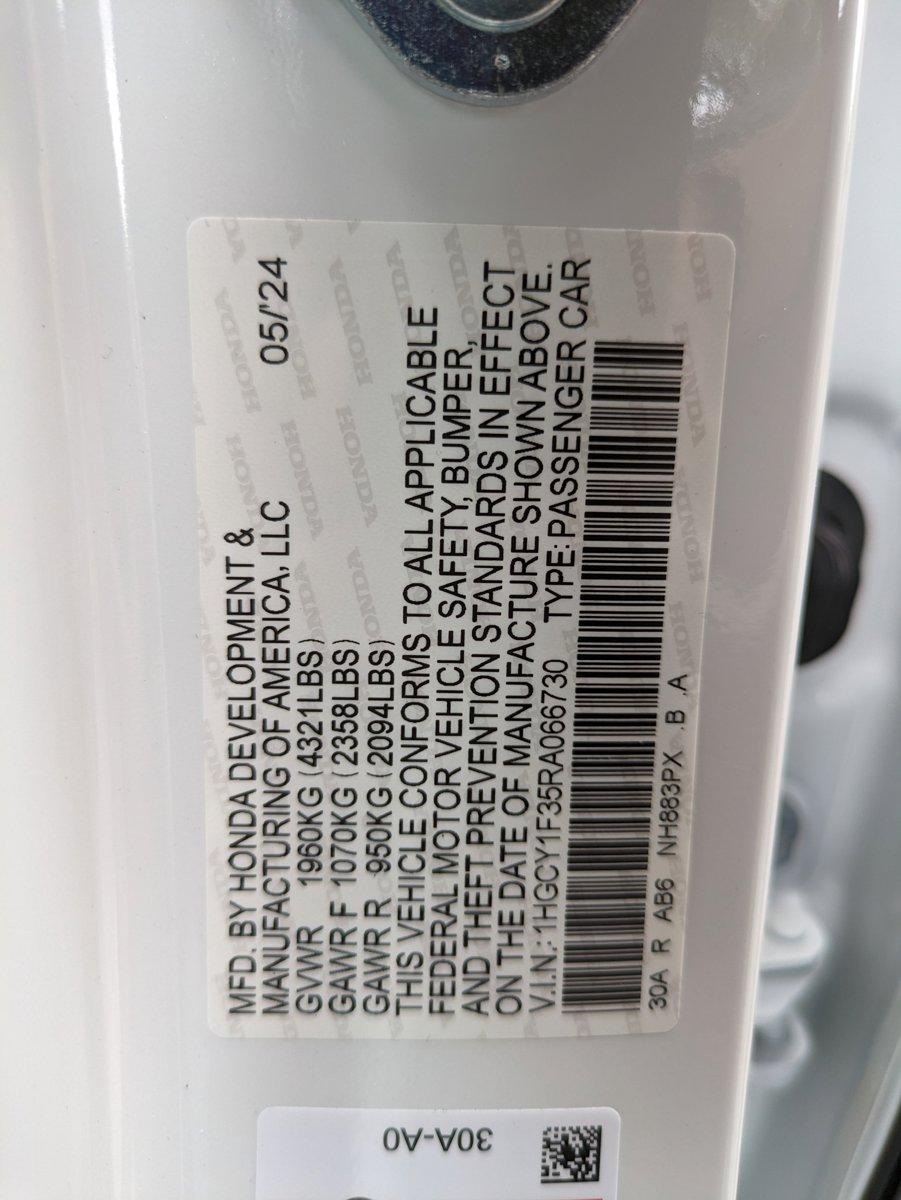 MFD. BY HONDA DEVELOPMENT &
MANUFACTURING OF AMERICA, LLC 05/'24
GVWR 1960KG (4321LBS)
GAWR F 1070KG (2358LBS)
GAWR R 950KG (2094LBS)
THIS VEHICLE CONFORMS TO ALL APPLICABLE
FEDERAL MOTOR VEHICLE SAFETY, BUMPER,
AND THEFT PREVENTION STANDARDS IN EFFECT
ON THE DATE OF MANUFACTURE SHOWN ABOVE.
V.I.N.: 1HGCY1F35RA066730 TYPE: PASSENGER CAR
30A R AB6 NH883PX .B .A
30A-A0